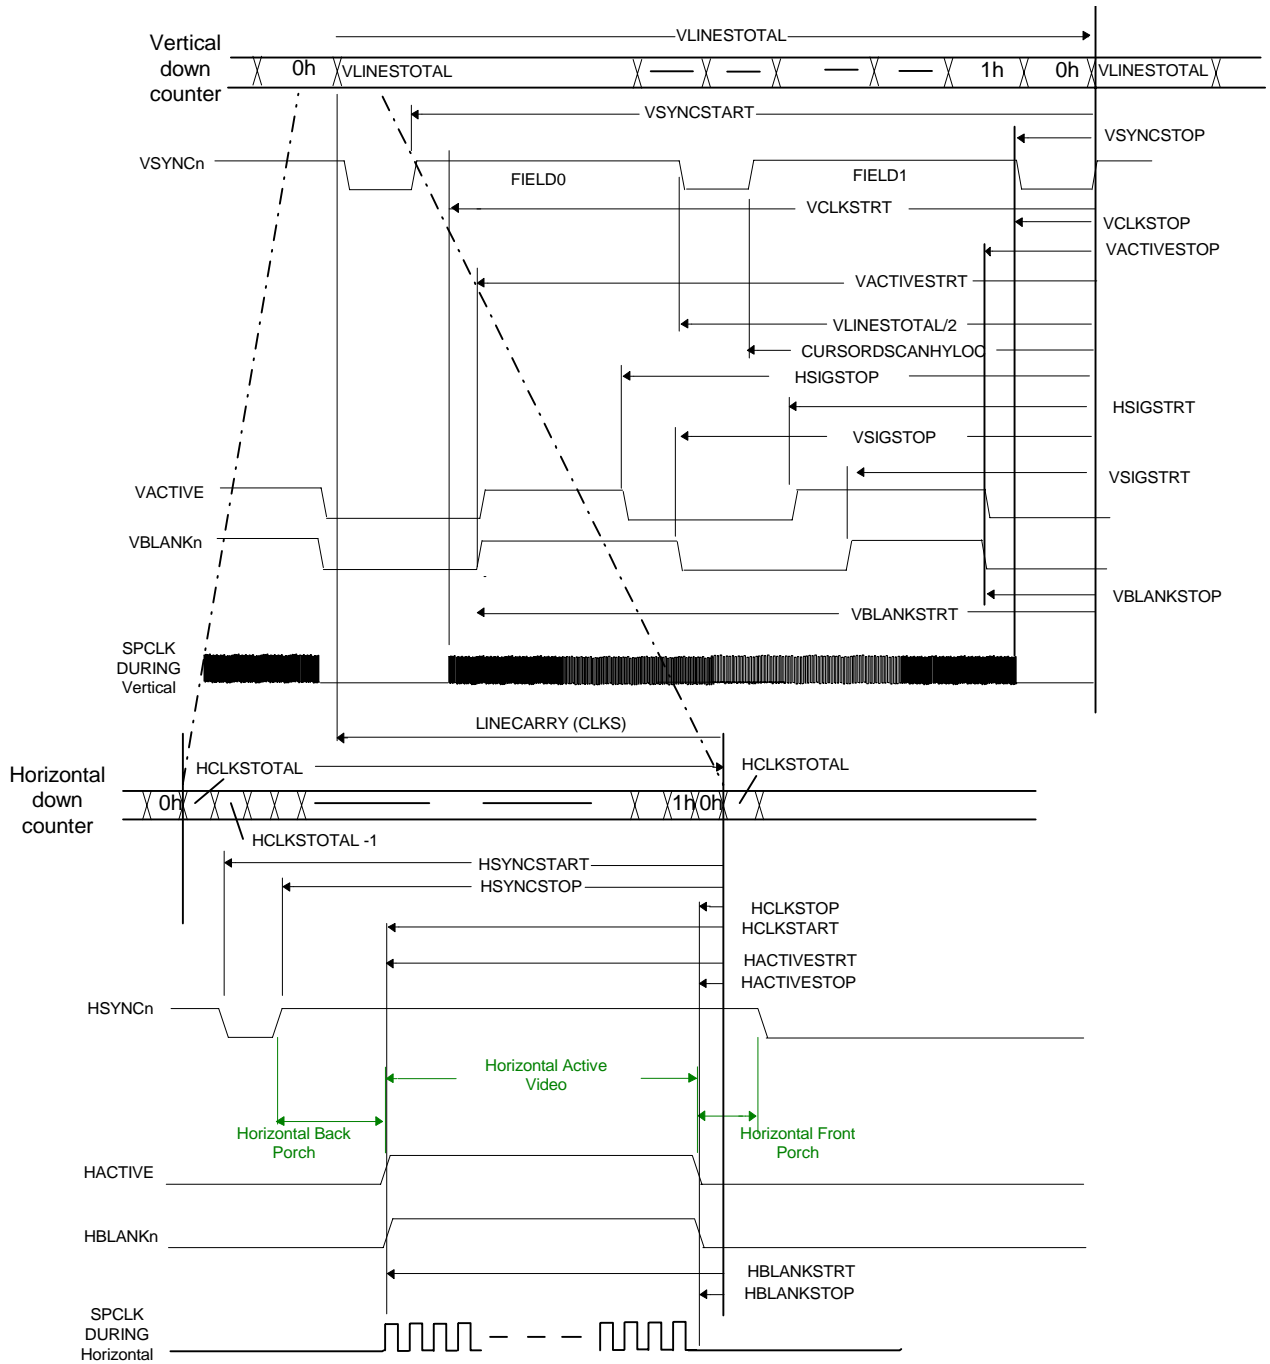 VLINESTOTAL
Vertical
down
counter
0h
VLINESTOTAL
1h
0h
VLINESTOTAL
VSYNCSTART
VSYNCSTOP
VSYNCn
FIELD0
FIELD1
VCLKSTRT
VCLKSTOP
VACTIVESTOP
VACTIVESTRT
VLINESTOTAL/2
CURSORDSCANHYLOC
HSIGSTOP
HSIGSTRT
VSIGSTOP
VSIGSTRT
VACTIVE
VBLANKn
VBLANKSTOP
VBLANKSTRT
SPCLK
DURING
Vertical
LINECARRY (CLKS)
Horizontal
down
counter
HCLKSTOTAL
HCLKSTOTAL
0h
1h
0h
HCLKSTOTAL -1
HSYNCSTART
HSYNCSTOP
HCLKSTOP
HCLKSTART
HACTIVESTRT
HACTIVESTOP
HSYNCn
Horizontal Active
Video
Horizontal Back
Porch
Horizontal Front
Porch
HACTIVE
HBLANKn
HBLANKSTRT
HBLANKSTOP
SPCLK
DURING
Horizontal